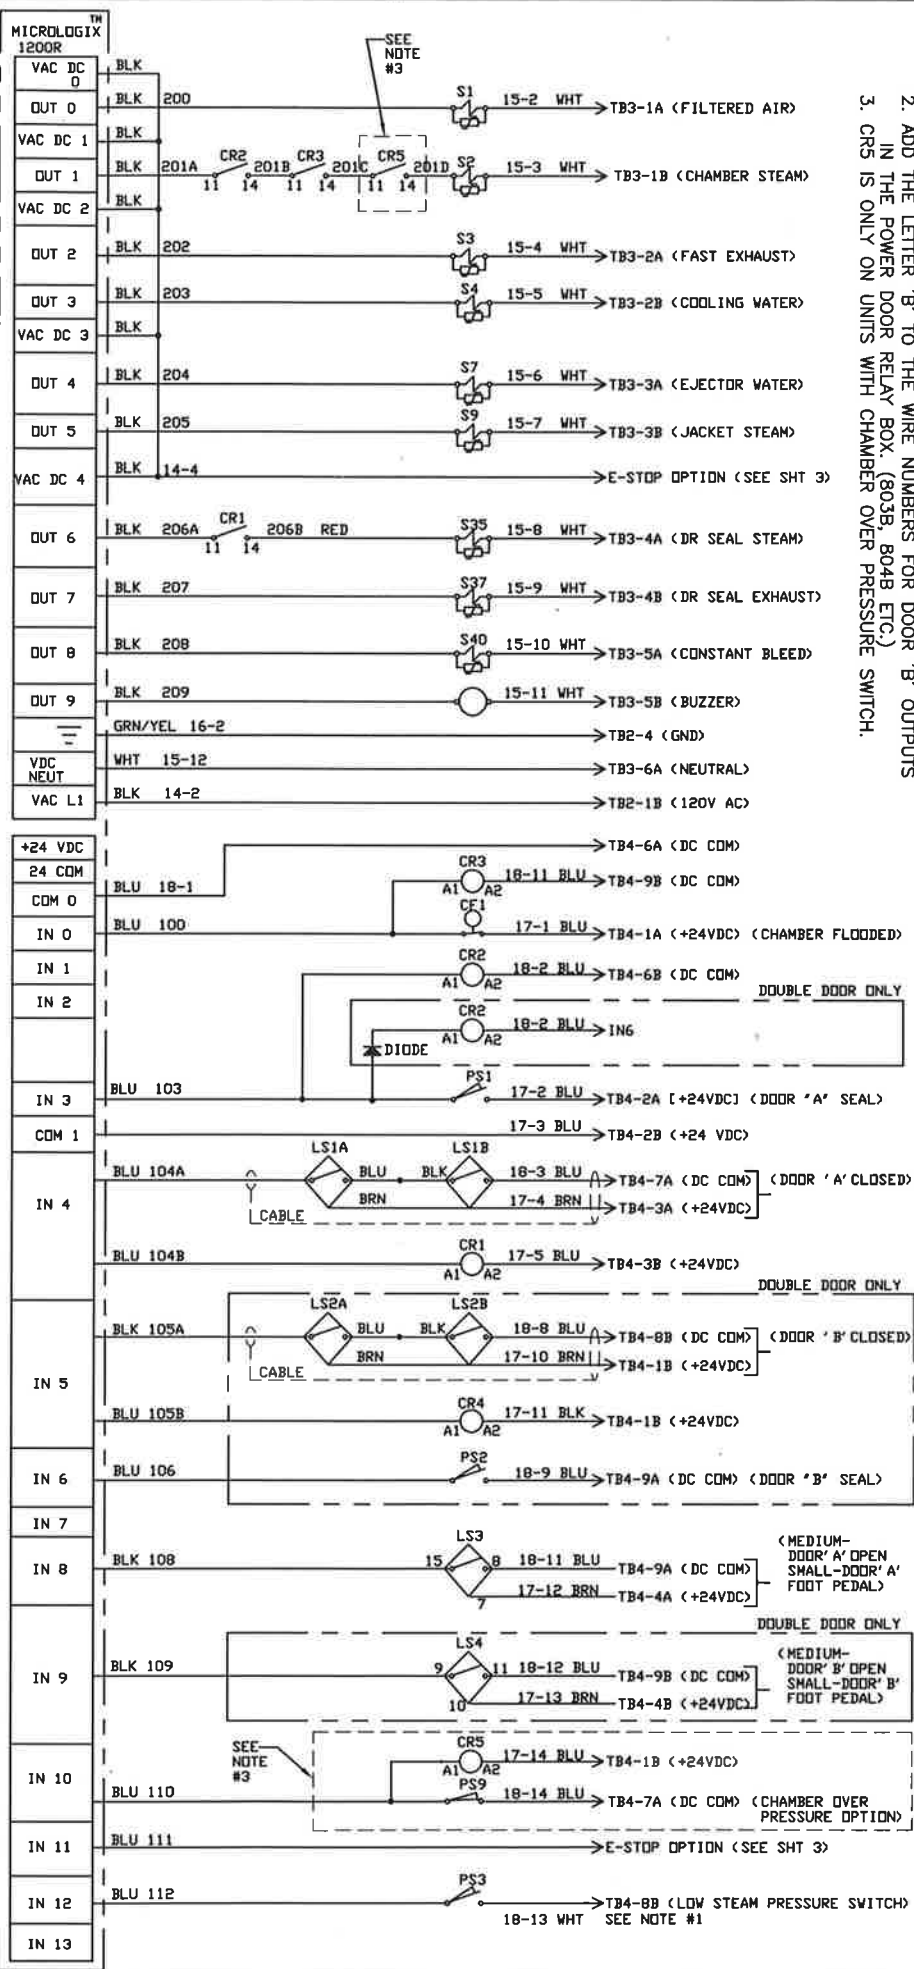 MICROLOGIX TM
1200R
SEE
NOTE
#3
VAC DC
0
BLK
OUT 0
BLK 200
S1
15-2 WHT
TB3-1A (FILTERED AIR)
VAC DC 1
BLK
OUT 1
BLK 201A
CR2
11 14
201B
CR3
11 14
201C
CR5
11 14
201D
S2
15-3 WHT
TB3-1B (CHAMBER STEAM)
VAC DC 2
BLK
OUT 2
BLK 202
S3
15-4 WHT
TB3-2A (FAST EXHAUST)
OUT 3
BLK 203
S4
15-5 WHT
TB3-2B (COOLING WATER)
VAC DC 3
BLK
OUT 4
BLK 204
S7
15-6 WHT
TB3-3A (EJECTOR WATER)
OUT 5
BLK 205
S9
15-7 WHT
TB3-3B (JACKET STEAM)
VAC DC 4
BLK 14-4
E-STOP OPTION (SEE SHT 3)
OUT 6
BLK 206A
CR1
11 14
206B RED
S35
15-8 WHT
TB3-4A (DR SEAL STEAM)
OUT 7
BLK 207
S37
15-9 WHT
TB3-4B (DR SEAL EXHAUST)
OUT 8
BLK 208
S40
15-10 WHT
TB3-5A (CONSTANT BLEED)
OUT 9
BLK 209
15-11 WHT
TB3-5B (BUZZER)
GRN/YEL 16-2
TB2-4 (GND)
VDC
NEUT
WHT 15-12
TB3-6A (NEUTRAL)
VAC L1
BLK 14-2
TB2-1B (120V AC)
2. ADD THE LETTER 'B' TO THE WIRE NUMBERS FOR DOOR 'B' OUTPUTS
IN THE POWER DOOR RELAY BOX. (803B, 804B ETC.)
3. CR5 IS ONLY ON UNITS WITH CHAMBER OVER PRESSURE SWITCH.
+24 VDC
TB4-6A (DC COM)
24 COM
COM 0
BLU 18-1
CR3
A1 A2
18-11 BLU
TB4-9B (DC COM)
IN 0
BLU 100
CF1
17-1 BLU
TB4-1A (+24VDC) (CHAMBER FLOODED)
IN 1
CR2
A1 A2
18-2 BLU
TB4-6B (DC COM)
IN 2
DOUBLE DOOR ONLY
CR2
A1 A2
18-2 BLU
IN6
DIODE
IN 3
BLU 103
PS1
17-2 BLU
TB4-2A [+24VDC] (DOOR "A" SEAL)
COM 1
17-3 BLU
TB4-2B (+24 VDC)
IN 4
BLU 104A
LS1A
BLU
BRN
BLK
LS1B
18-3 BLU
TB4-7A (DC COM)
(DOOR 'A' CLOSED)
17-4 BRN
TB4-3A (+24VDC)
CABLE
BLU 104B
CR1
A1 A2
17-5 BLU
TB4-3B (+24VDC)
DOUBLE DOOR ONLY
IN 5
BLK 105A
LS2A
BLU
BRN
BLK
LS2B
18-8 BLU
TB4-8B (DC COM)
(DOOR 'B' CLOSED)
17-10 BRN
TB4-1B (+24VDC)
CABLE
BLU 105B
CR4
A1 A2
17-11 BLK
TB4-1B (+24VDC)
IN 6
BLU 106
PS2
18-9 BLU
TB4-9A (DC COM) (DOOR "B" SEAL)
IN 7
IN 8
BLK 108
LS3
15 8
7
18-11 BLU
TB4-9A (DC COM)
17-12 BRN
TB4-4A (+24VDC)
(MEDIUM-
DOOR'A' OPEN
SMALL-DOOR'A'
FOOT PEDAL)
DOUBLE DOOR ONLY
IN 9
BLK 109
LS4
9 11
10
18-12 BLU
TB4-9B (DC COM)
17-13 BRN
TB4-4B (+24VDC)
(MEDIUM-
DOOR'B' OPEN
SMALL-DOOR'B'
FOOT PEDAL)
SEE
NOTE
#3
IN 10
CR5
A1 A2
17-14 BLU
TB4-1B (+24VDC)
BLU 110
PS9
18-14 BLU
TB4-7A (DC COM) (CHAMBER OVER
PRESSURE OPTION)
IN 11
BLU 111
E-STOP OPTION (SEE SHT 3)
IN 12
BLU 112
PS3
18-13 WHT
TB4-8B (LOW STEAM PRESSURE SWITCH)
SEE NOTE #1
IN 13